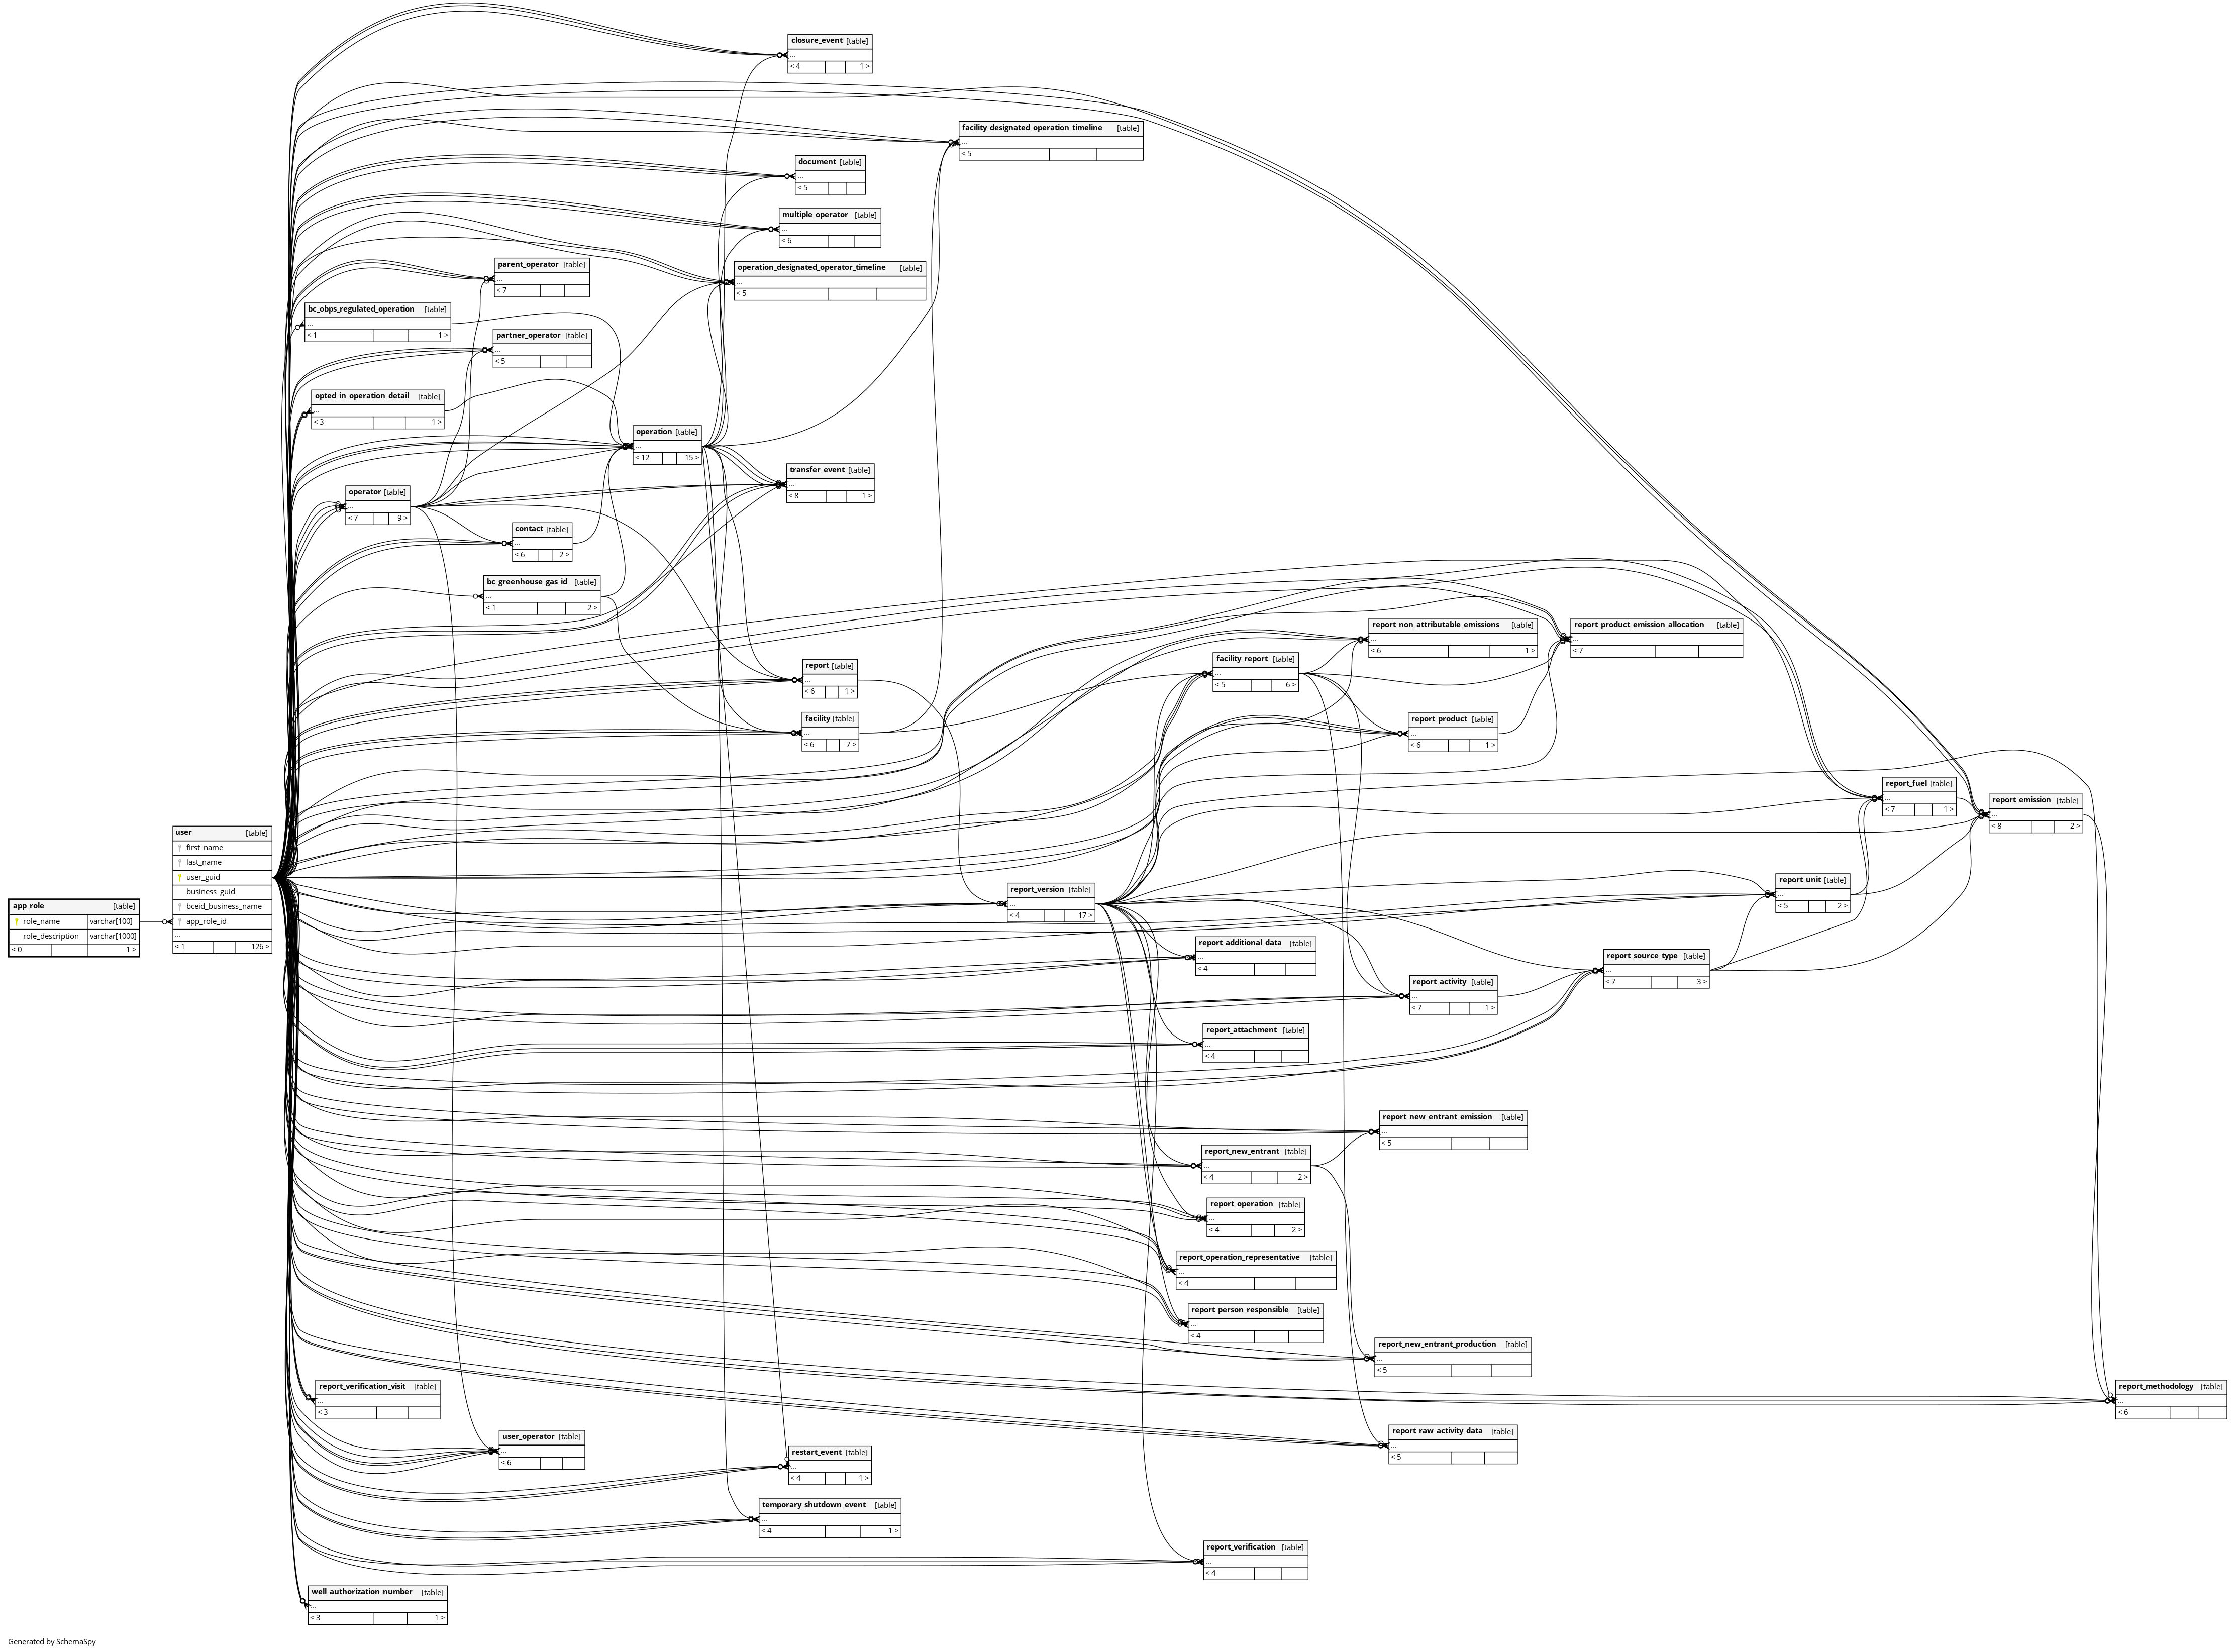 closure_event [table]
...
< 4 1 >
facility_designated_operation_timeline [table]
...
< 5
document [table]
...
< 5
multiple_operator [table]
...
< 6
parent_operator [table]
...
< 7
operation_designated_operator_timeline [table]
...
< 5
bc_obps_regulated_operation [table]
...
< 1 1 >
partner_operator [table]
...
< 5
opted_in_operation_detail [table]
...
< 3 1 >
operation [table]
...
< 12 15 >
transfer_event [table]
...
< 8 1 >
operator [table]
...
< 7 9 >
contact [table]
...
< 6 2 >
bc_greenhouse_gas_id [table]
...
< 1 2 >
report_non_attributable_emissions [table]
...
< 6 1 >
report_product_emission_allocation [table]
...
< 7
facility_report [table]
...
< 5 6 >
report [table]
...
< 6 1 >
facility [table]
...
< 6 7 >
report_product [table]
...
< 6 1 >
report_fuel [table]
...
< 7 1 >
report_emission [table]
...
< 8 2 >
user [table]
first_name
last_name
user_guid
business_guid
bceid_business_name
app_role_id
...
< 1 126 >
app_role [table]
role_name varchar[100]
role_description varchar[1000]
< 0 1 >
report_version [table]
...
< 4 17 >
report_unit [table]
...
< 5 2 >
report_additional_data [table]
...
< 4
report_source_type [table]
...
< 7 3 >
report_activity [table]
...
< 7 1 >
report_attachment [table]
...
< 4
report_new_entrant_emission [table]
...
< 5
report_new_entrant [table]
...
< 4 2 >
report_operation [table]
...
< 4 2 >
report_operation_representative [table]
...
< 4
report_person_responsible [table]
...
< 4
report_new_entrant_production [table]
...
< 5
report_verification_visit [table]
...
< 3
report_methodology [table]
...
< 6
report_raw_activity_data [table]
...
< 5
user_operator [table]
...
< 6
restart_event [table]
...
< 4 1 >
temporary_shutdown_event [table]
...
< 4 1 >
report_verification [table]
...
< 4
well_authorization_number [table]
...
< 3 1 >
Generated by SchemaSpy